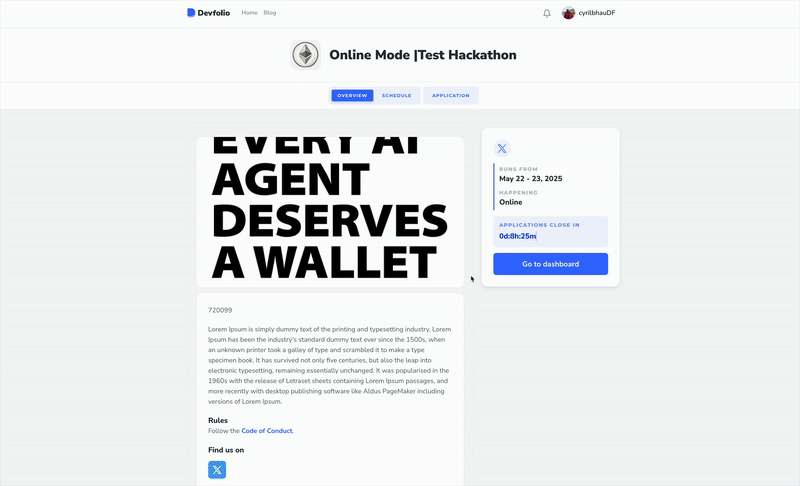 Devfolio
Home
Blog
cyrilbhauDF
Online Mode |Test Hackathon
OVERVIEW
SCHEDULE
APPLICATION
EVERY AI
AGENT
DESERVES
A WALLET
RUNS FROM
May 22 - 23, 2025
HAPPENING
Online
APPLICATIONS CLOSE IN
0d:8h:25m
Go to dashboard
720099
Lorem Ipsum is simply dummy text of the printing and typesetting industry. Lorem
Ipsum has been the industry's standard dummy text ever since the 1500s, when
an unknown printer took a galley of type and scrambled it to make a type
specimen book. It has survived not only five centuries, but also the leap into
electronic typesetting, remaining essentially unchanged. It was popularised in the
1960s with the release of Letraset sheets containing Lorem Ipsum passages, and
more recently with desktop publishing software like Aldus PageMaker including
versions of Lorem Ipsum.
Rules
Follow the Code of Conduct.
Find us on